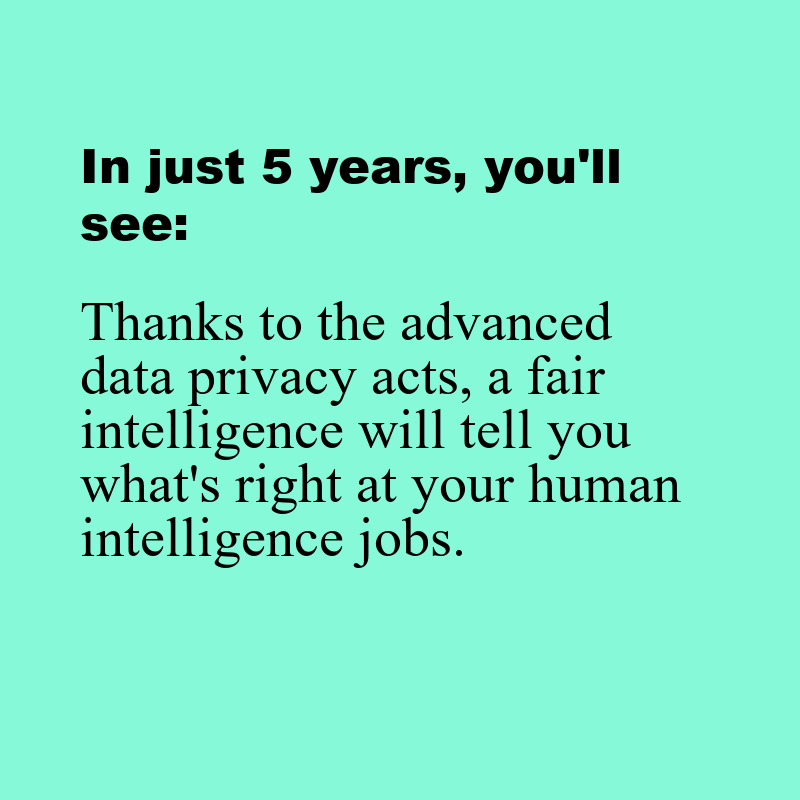 In just 5 years, you'll
see:
Thanks to the advanced
data privacy acts, a fair
intelligence will tell you
what's right at your human
intelligence jobs.